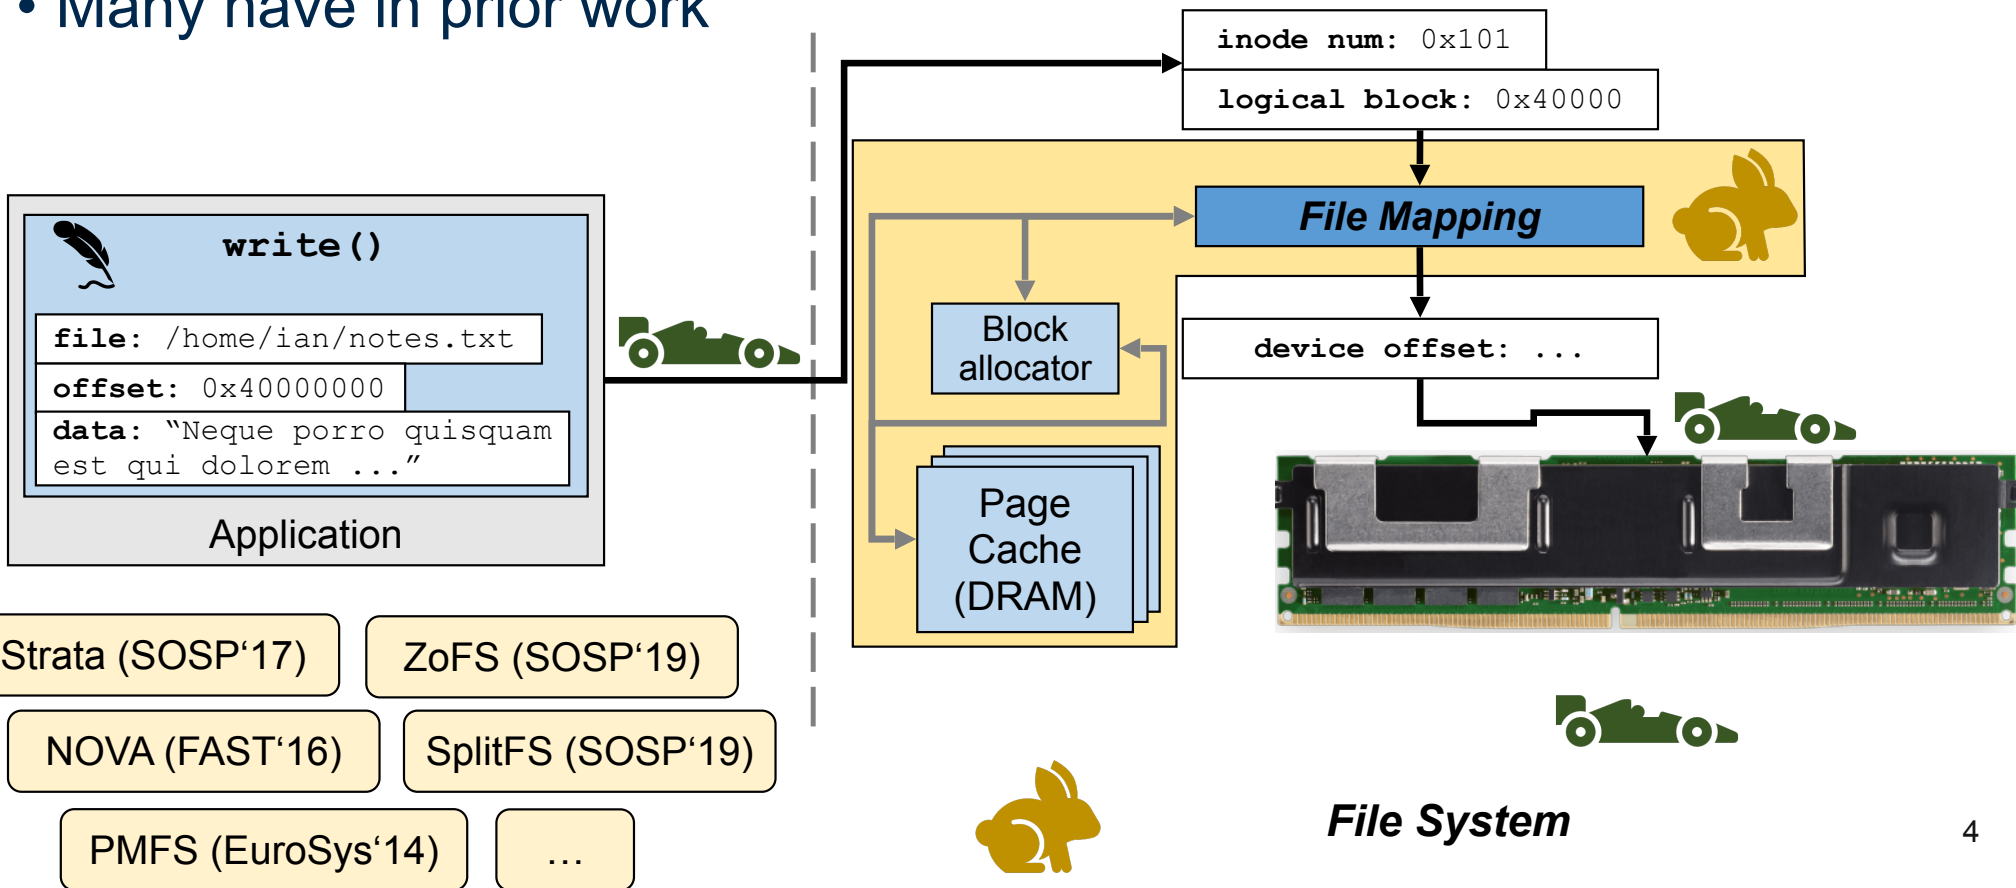 • Many have in prior work
inode num: 0x101
logical block: 0x40000
File Mapping
write()
file: /home/ian/notes.txt
offset: 0x40000000
data: “Neque porro quisquam
est qui dolorem ...”
Application
Block
allocator
device offset: ...
Page
Cache
(DRAM)
Strata (SOSP‘17)
ZoFS (SOSP‘19)
NOVA (FAST‘16)
SplitFS (SOSP‘19)
PMFS (EuroSys‘14)
…
File System
4